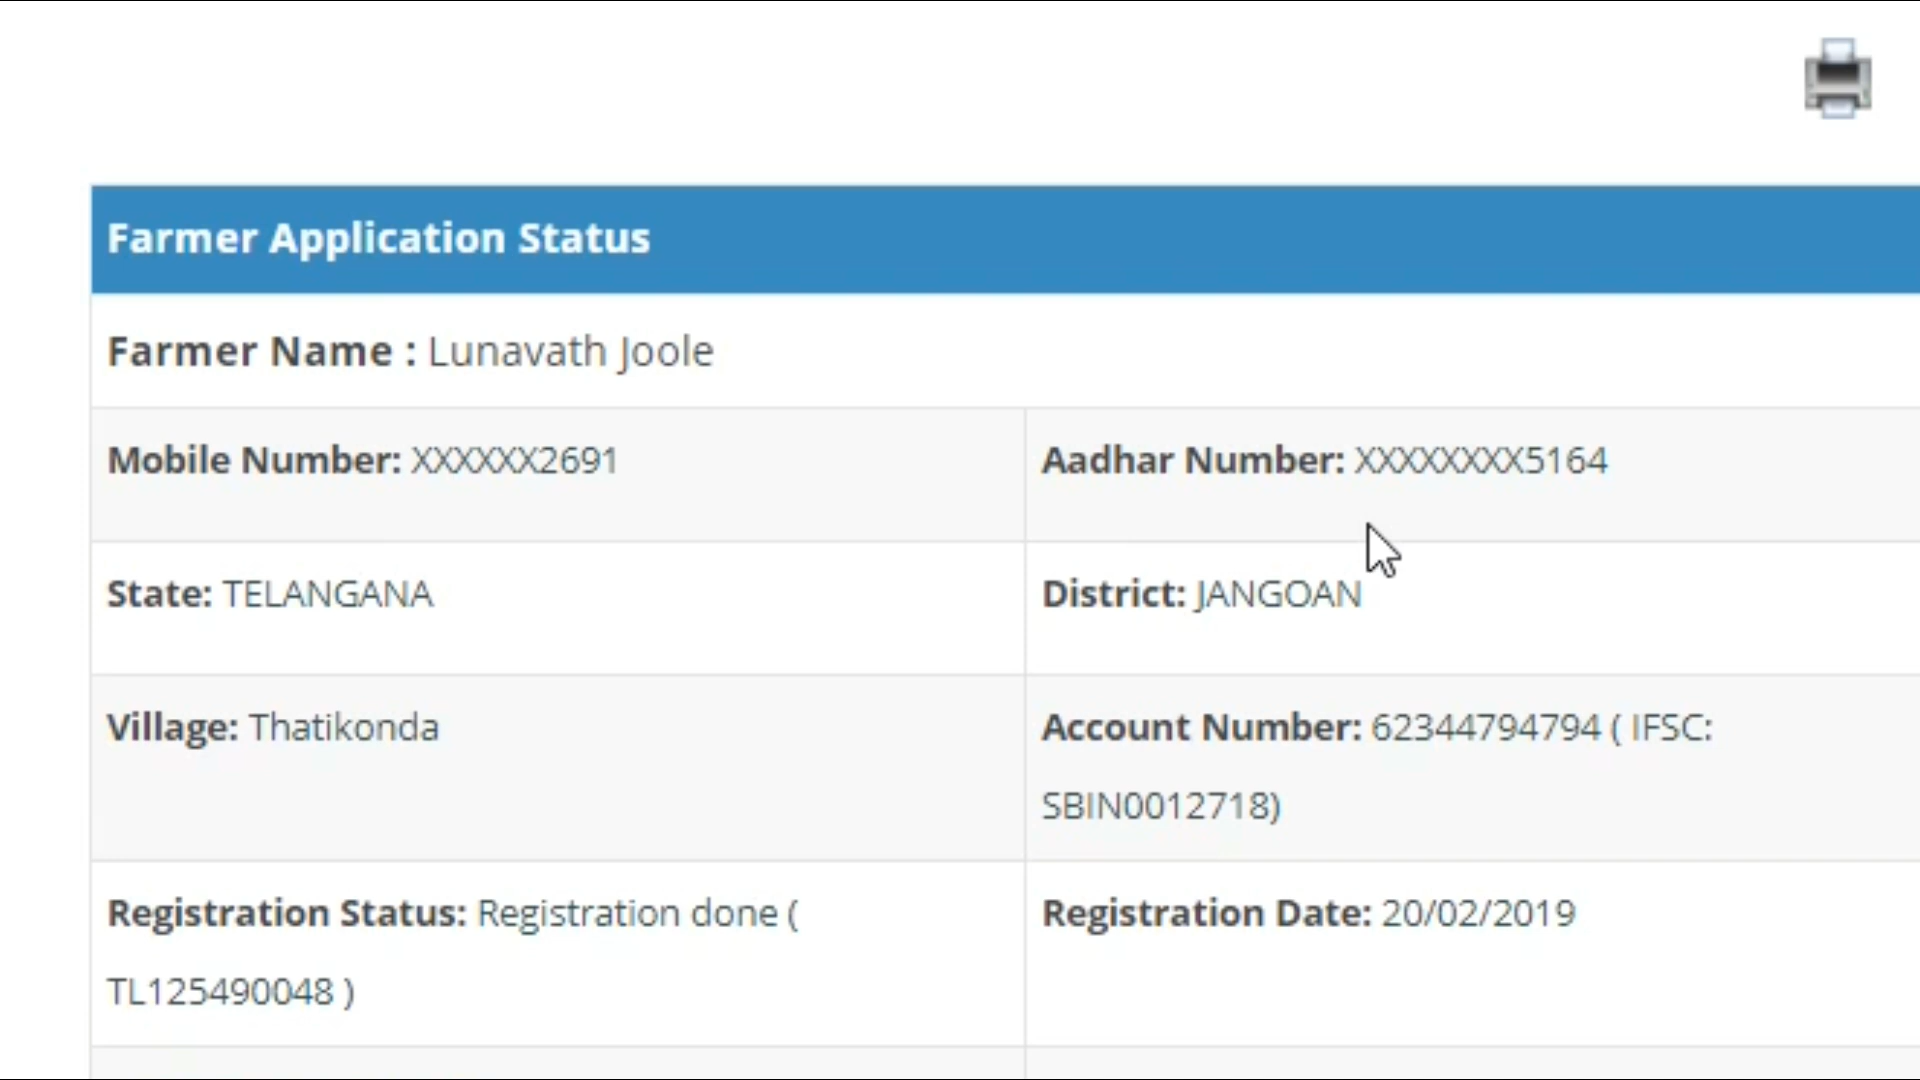 Farmer Application Status
Farmer Name : Lunavath Joole
Mobile Number: XXXXXX2691
Aadhar Number: XXXXXXXX5164
State: TELANGANA
District: JANGOAN
Village: Thatikonda
Account Number: 62344794794 ( IFSC:
SBIN0012718)
Registration Status: Registration done (
TL125490048 )
Registration Date: 20/02/2019